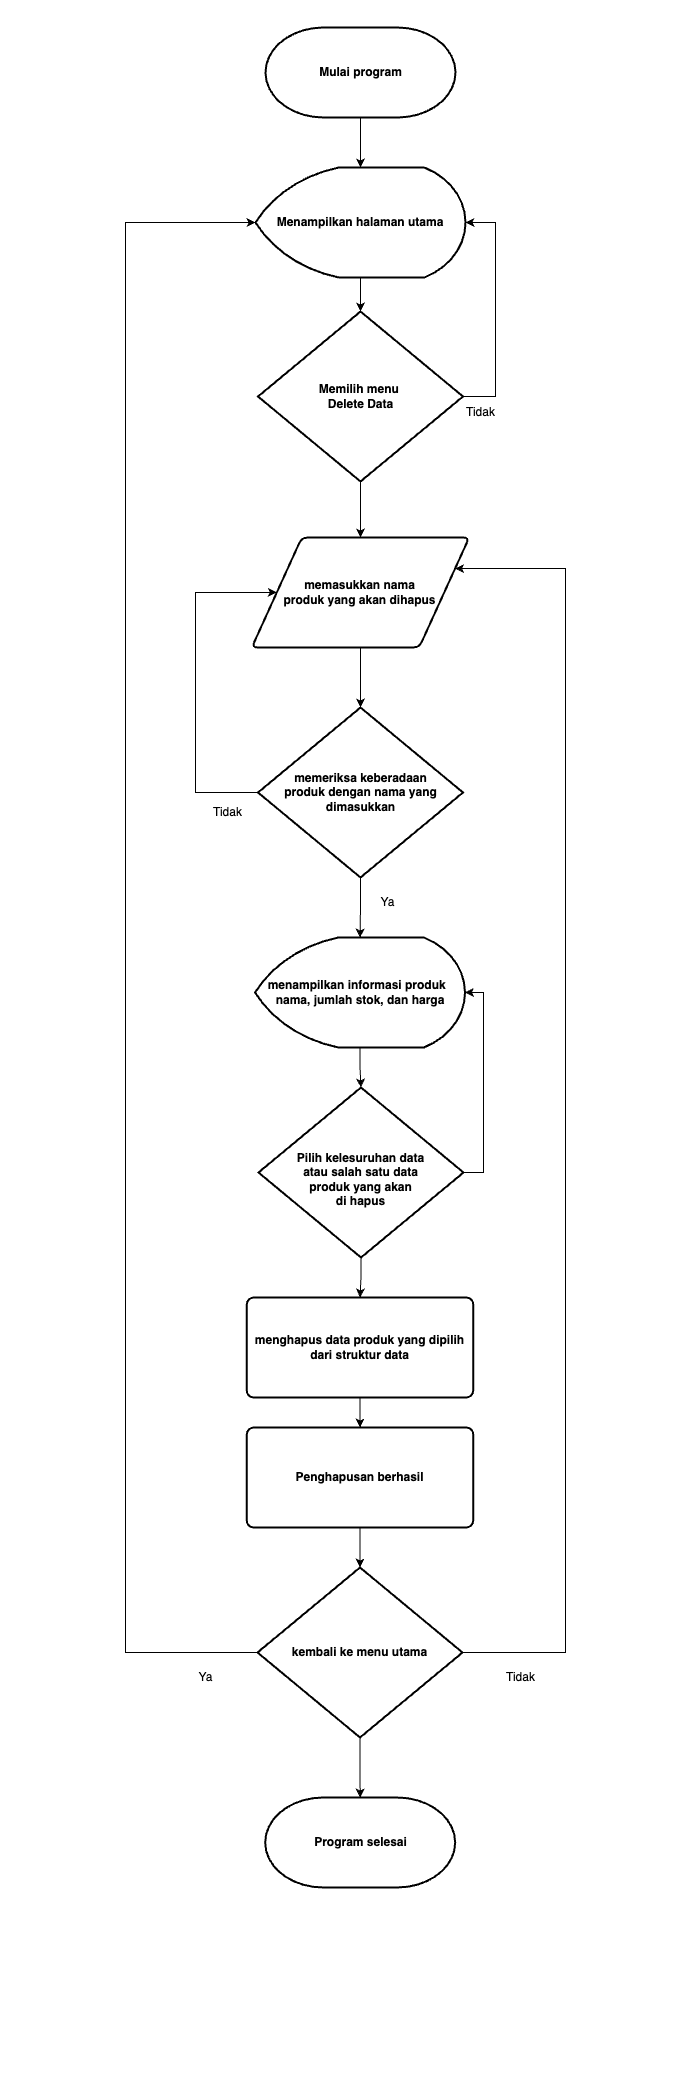 Mulai program
Menampilkan halaman utama
Memilih menu
Delete Data
Tidak
memasukkan nama
produk yang akan dihapus
memeriksa keberadaan
produk dengan nama yang
dimasukkan
Tidak
Ya
menampilkan informasi produk
nama, jumlah stok, dan harga
Pilih kelesuruhan data
atau salah satu data
produk yang akan
di hapus
menghapus data produk yang dipilih
dari struktur data
Penghapusan berhasil
kembali ke menu utama
Ya
Tidak
Program selesai